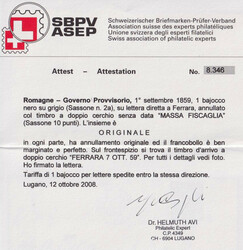 SBPV
ASEP
Schweizerischer Briefmarken-Prüfer-Verband
Union suisse des experts philatéliques
Unione svizzera degli esperti filatelici
Swiss association of philatelic experts
Attest - Attestation
No. 8.346
Romagne – Governo Provvisorio, 1° settembre 1859, 1 bajocco
nero su grigio (Sassone n. 2a), su lettera diretta a Ferrara, annullato
col timbro a doppio cerchio senza data "MASSA FISCAGLIA"
(Sassone 10 punti). L'insieme è
ORIGINALE
in ogni parte, ha annullamento originale ed il francobollo è ben
marginato e perfetto. Sul frontespizio si trova il timbro d'arrivo a
doppio cerchio "FERRARA 7 OTT. 59". Per tutti i dettagli vedi foto.
Ho firmato la lettera.
Tariffa di 1 bajocco per lettere spedite entro la stessa direzione.
Lugano, 12 ottobre 2008.
Dr. HELMUTH AVI
Philatelic Expert
C.P. 4349
CH - 6904 LUGANO